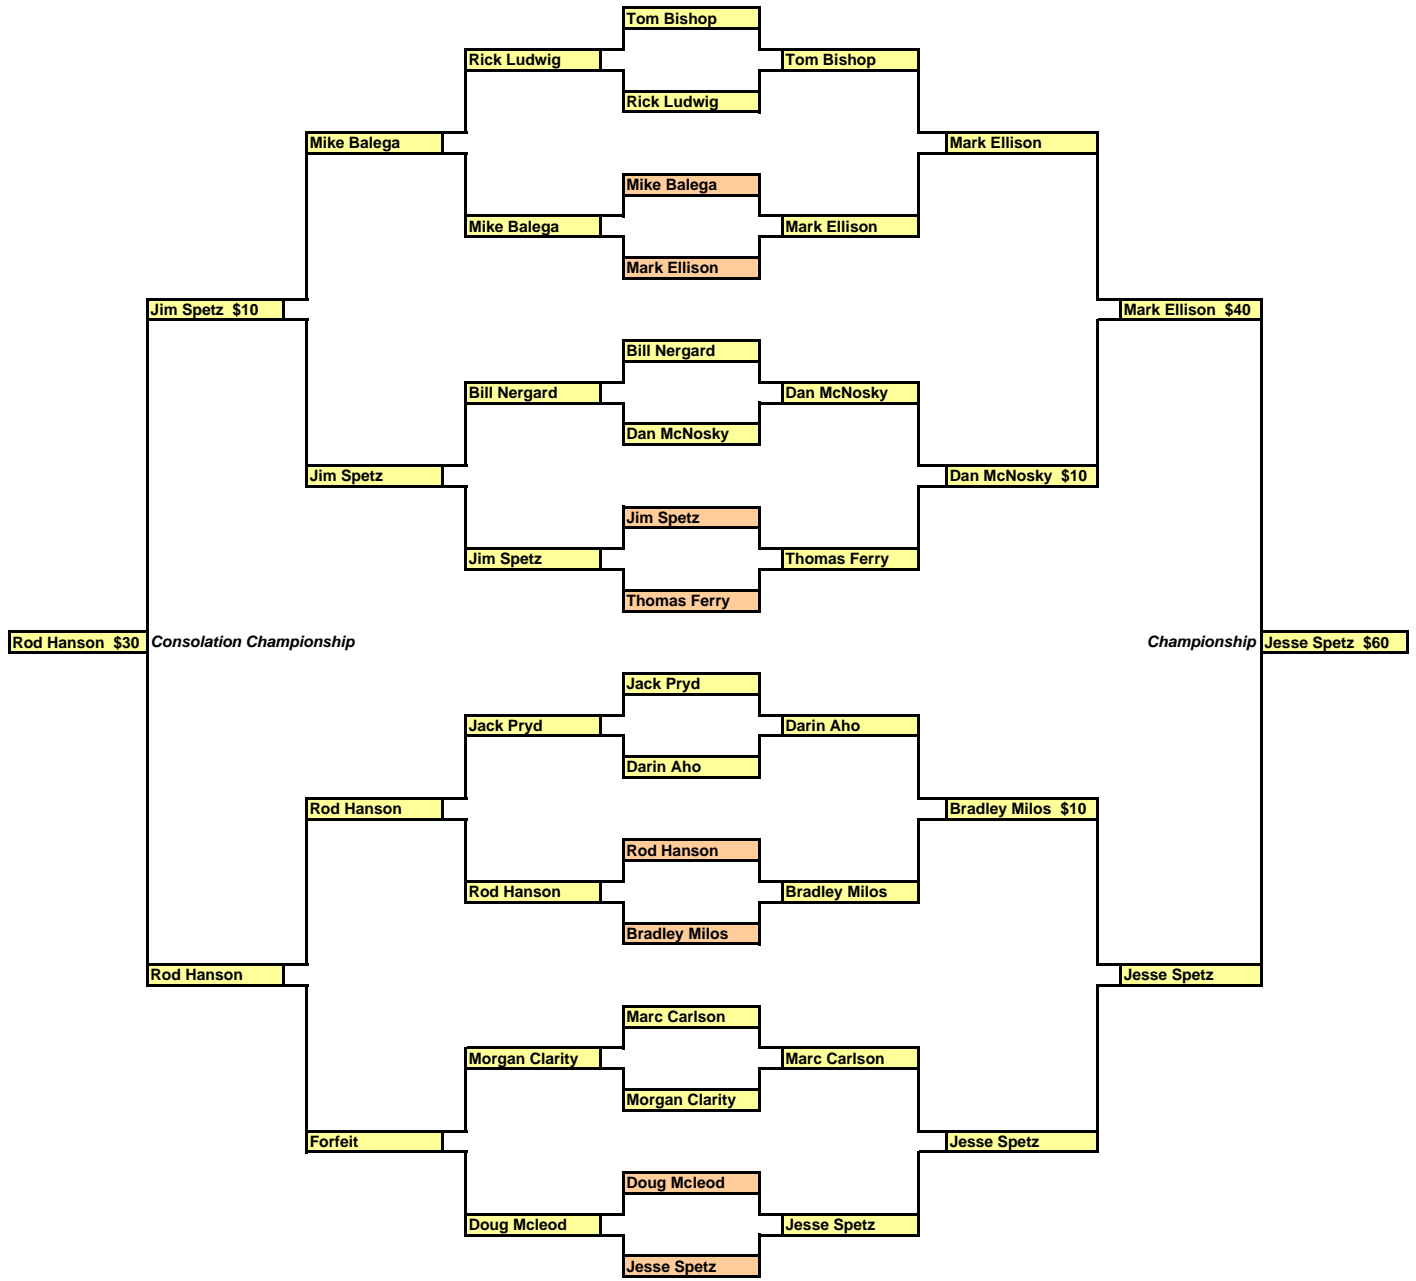 Tom Bishop
Rick Ludwig Tom Bishop
Rick Ludwig
Mike Balega Mark Ellison
Mike Balega
Mike Balega Mark Ellison
Mark Ellison
Jim Spetz $10 Mark Ellison $40
Bill Nergard
Bill Nergard Dan McNosky
Dan McNosky
Jim Spetz Dan McNosky $10
Jim Spetz
Jim Spetz Thomas Ferry
Thomas Ferry
Rod Hanson $30 Consolation Championship Championship Jesse Spetz $60
Jack Pryd
Jack Pryd Darin Aho
Darin Aho
Rod Hanson Bradley Milos $10
Rod Hanson
Rod Hanson Bradley Milos
Bradley Milos
Rod Hanson Jesse Spetz
Marc Carlson
Morgan Clarity Marc Carlson
Morgan Clarity
Forfeit Jesse Spetz
Doug Mcleod
Doug Mcleod Jesse Spetz
Jesse Spetz